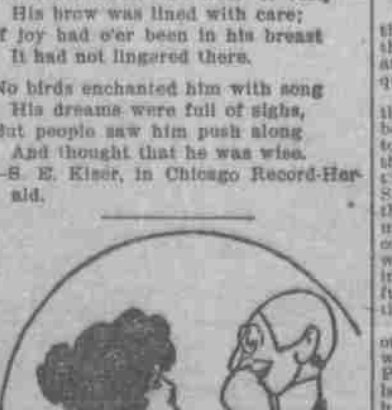 His brow was lined with care;
f joy had e'er been in his breast
It had not lingered there.
No birds enchanted him with song
His dreams were full of sighs,
But people saw him push along
And thought that he was wise.
-S. E. Kiser, in Chicago Record-Her-
ald.